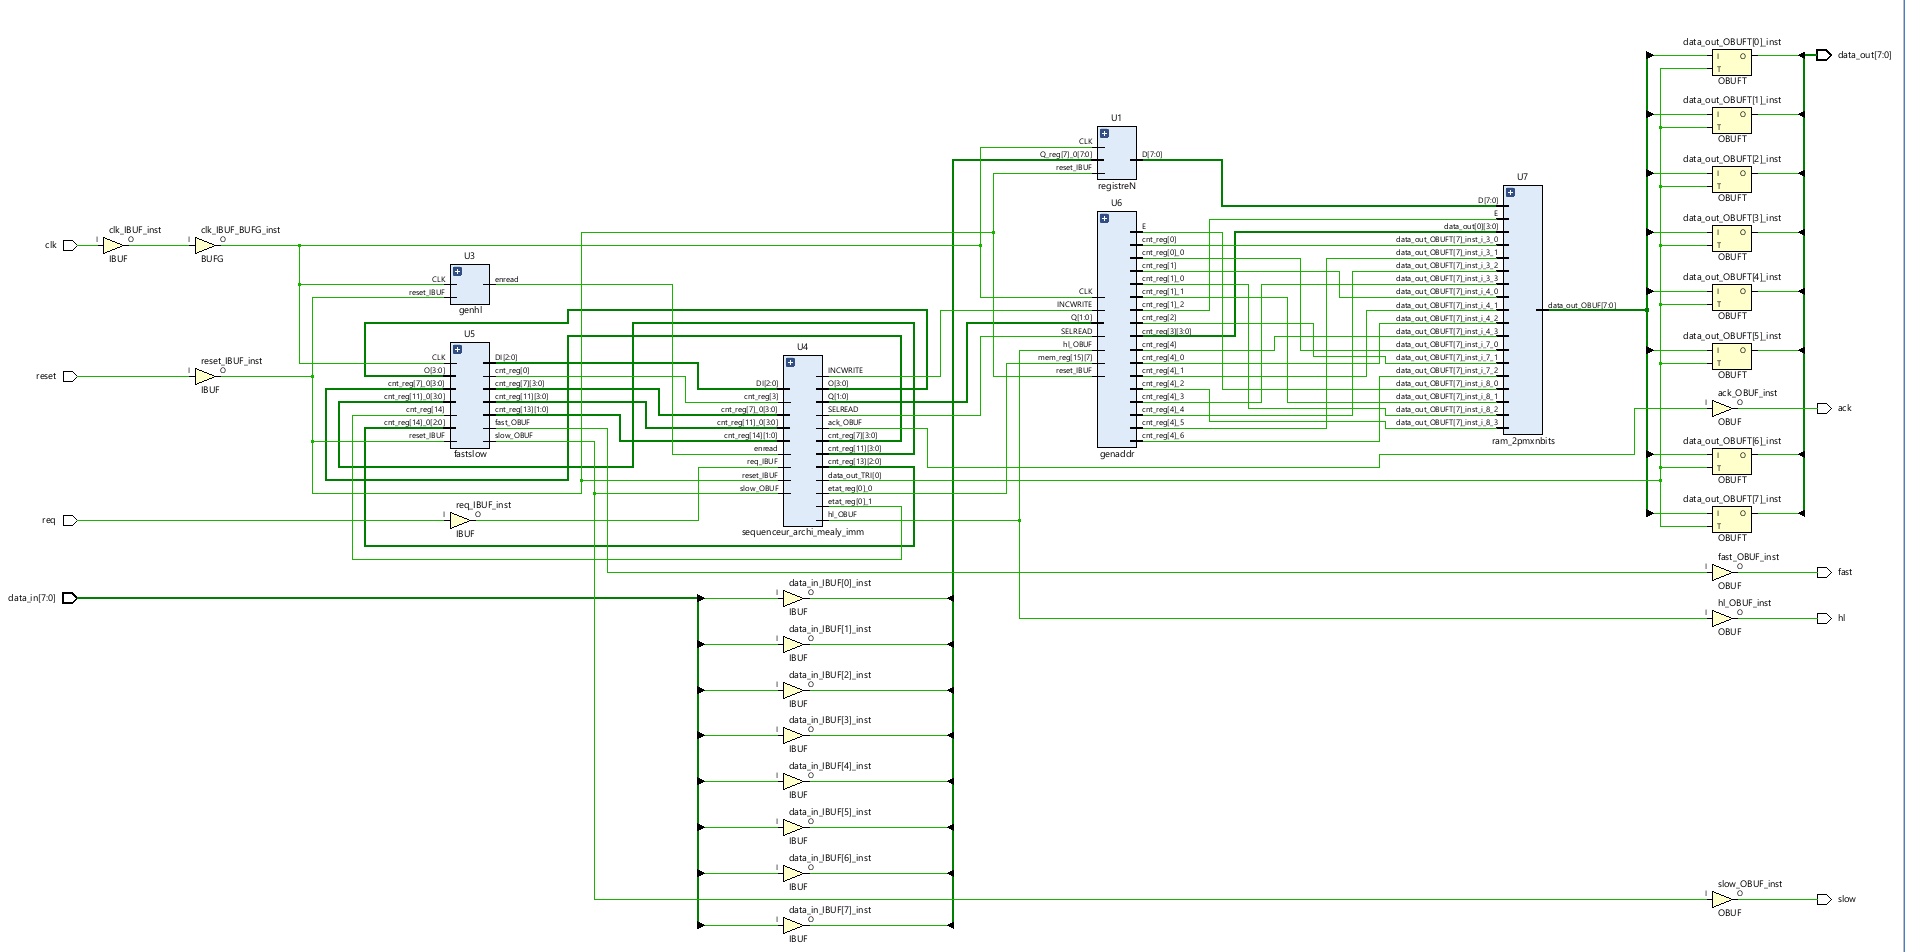 clk
I
O
clk_IBUF_inst
IBUF
I
O
clk_IBUF_BUFG_inst
BUFG
reset
I
O
reset_IBUF_inst
IBUF
req
I
O
req_IBUF_inst
IBUF
data_in[7:0]
U3
CLK
reset_IBUF
enread
genhl
U5
CLK
O[3:0]
cnt_reg[7]_0[3:0]
cnt_reg[11]_0[3:0]
cnt_reg[14]
cnt_reg[14]_0[2:0]
reset_IBUF
DI[2:0]
cnt_reg[0]
cnt_reg[7][3:0]
cnt_reg[11][3:0]
cnt_reg[13][1:0]
fast_OBUF
slow_OBUF
fastslow
U4
DI[2:0]
cnt_reg[3]
cnt_reg[7]_0[3:0]
cnt_reg[11]_0[3:0]
cnt_reg[14][1:0]
enread
req_IBUF
reset_IBUF
slow_OBUF
INCWRITE
O[3:0]
Q[1:0]
SELREAD
ack_OBUF
cnt_reg[7][3:0]
cnt_reg[11][3:0]
cnt_reg[13][2:0]
data_out_TRI[0]
etat_reg[0]_0
etat_reg[0]_1
hl_OBUF
sequenceur_archi_mealy_imm
data_in_IBUF[0]_inst
I
O
IBUF
data_in_IBUF[1]_inst
I
O
IBUF
data_in_IBUF[2]_inst
I
O
IBUF
data_in_IBUF[3]_inst
I
O
IBUF
data_in_IBUF[4]_inst
I
O
IBUF
data_in_IBUF[5]_inst
I
O
IBUF
data_in_IBUF[6]_inst
I
O
IBUF
data_in_IBUF[7]_inst
I
O
IBUF
U1
CLK
Q_reg[7]_0[7:0]
reset_IBUF
D[7:0]
registreN
U6
CLK
INCWRITE
Q[1:0]
SELREAD
hl_OBUF
mem_reg[15][7]
reset_IBUF
E
cnt_reg[0]
cnt_reg[0]_0
cnt_reg[1]
cnt_reg[1]_0
cnt_reg[1]_1
cnt_reg[1]_2
cnt_reg[2]
cnt_reg[3][3:0]
cnt_reg[4]
cnt_reg[4]_0
cnt_reg[4]_1
cnt_reg[4]_2
cnt_reg[4]_3
cnt_reg[4]_4
cnt_reg[4]_5
cnt_reg[4]_6
genaddr
U7
D[7:0]
E
data_out[0][3:0]
data_out_OBUFT[7]_inst_i_3_0
data_out_OBUFT[7]_inst_i_3_1
data_out_OBUFT[7]_inst_i_3_2
data_out_OBUFT[7]_inst_i_3_3
data_out_OBUFT[7]_inst_i_4_0
data_out_OBUFT[7]_inst_i_4_1
data_out_OBUFT[7]_inst_i_4_2
data_out_OBUFT[7]_inst_i_4_3
data_out_OBUFT[7]_inst_i_7_0
data_out_OBUFT[7]_inst_i_7_1
data_out_OBUFT[7]_inst_i_7_2
data_out_OBUFT[7]_inst_i_8_0
data_out_OBUFT[7]_inst_i_8_1
data_out_OBUFT[7]_inst_i_8_2
data_out_OBUFT[7]_inst_i_8_3
data_out_OBUF[7:0]
ram_2pmxnbits
data_out_OBUFT[0]_inst
I
O
T
OBUFT
data_out_OBUFT[1]_inst
I
O
T
OBUFT
data_out_OBUFT[2]_inst
I
O
T
OBUFT
data_out_OBUFT[3]_inst
I
O
T
OBUFT
data_out_OBUFT[4]_inst
I
O
T
OBUFT
data_out_OBUFT[5]_inst
I
O
T
OBUFT
ack_OBUF_inst
I
O
OBUF
data_out_OBUFT[6]_inst
I
O
T
OBUFT
data_out_OBUFT[7]_inst
I
O
T
OBUFT
fast_OBUF_inst
I
O
OBUF
hl_OBUF_inst
I
O
OBUF
slow_OBUF_inst
I
O
OBUF
data_out[7:0]
ack
fast
hl
slow